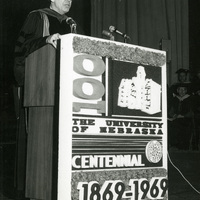 100
THE UNIVERSITY
OF NEBRASKA
CENTENNIAL
1869-1969